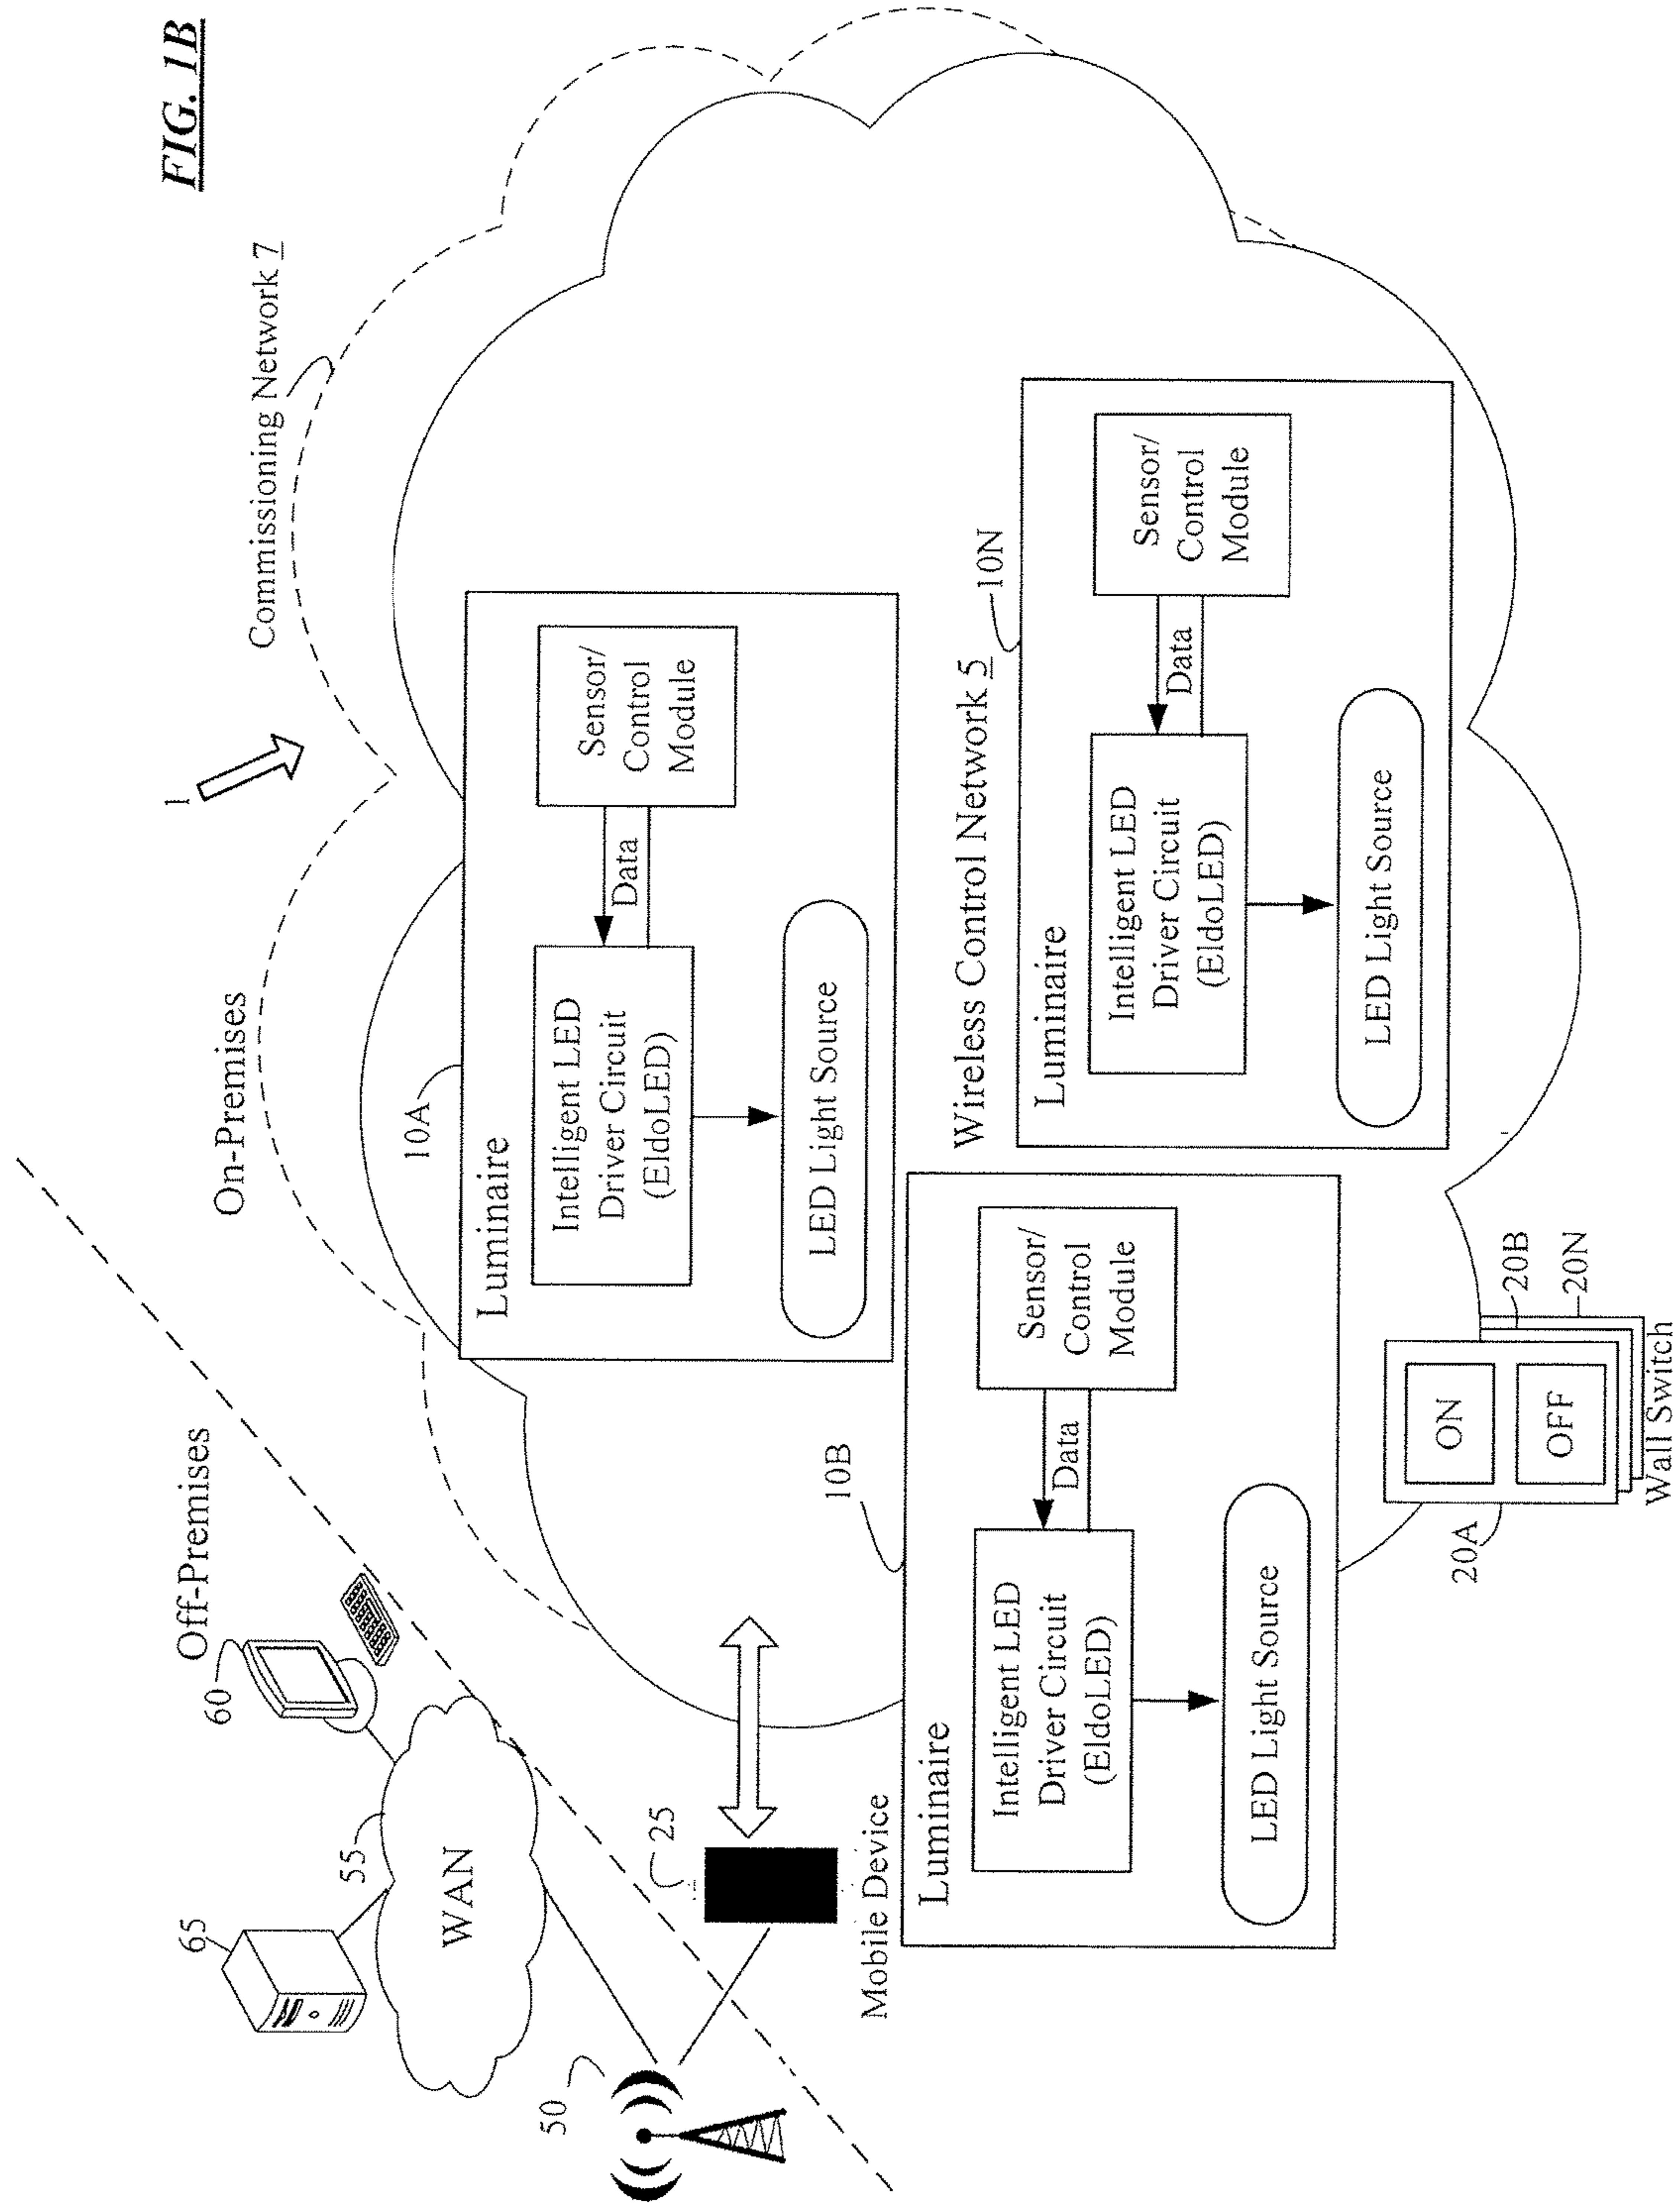 FIG. 1B
1
Off-Premises
On-Premises
Commissioning Network 7
65
60
55
WAN
50
25
Mobile Device
10A
Luminaire
Intelligent LED
Driver Circuit
(EldoLED)
Data
Sensor/
Control
Module
LED Light Source
10B
Luminaire
Intelligent LED
Driver Circuit
(EldoLED)
Data
Sensor/
Control
Module
LED Light Source
Wireless Control Network 5
10N
Luminaire
Intelligent LED
Driver Circuit
(EldoLED)
Data
Sensor/
Control
Module
LED Light Source
20A
ON
OFF
20B
20N
Wall Switch